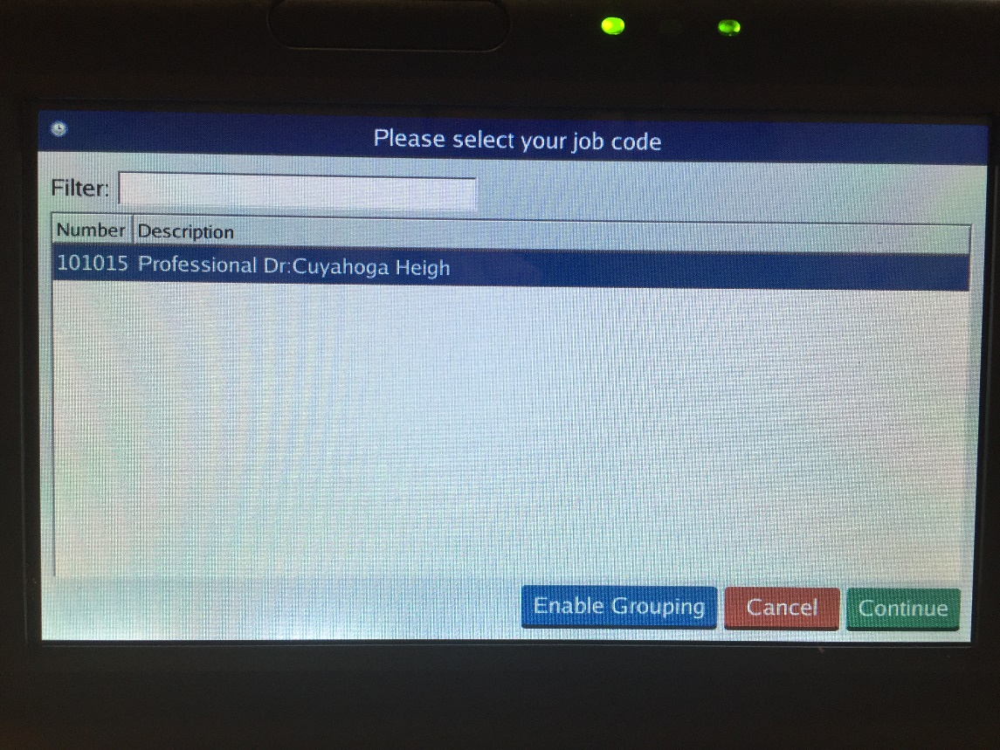 Please select your job code
Filter:
Number Description
101015 Professional Dr:Cuyahoga Heigh
Enable Grouping Cancel Continue